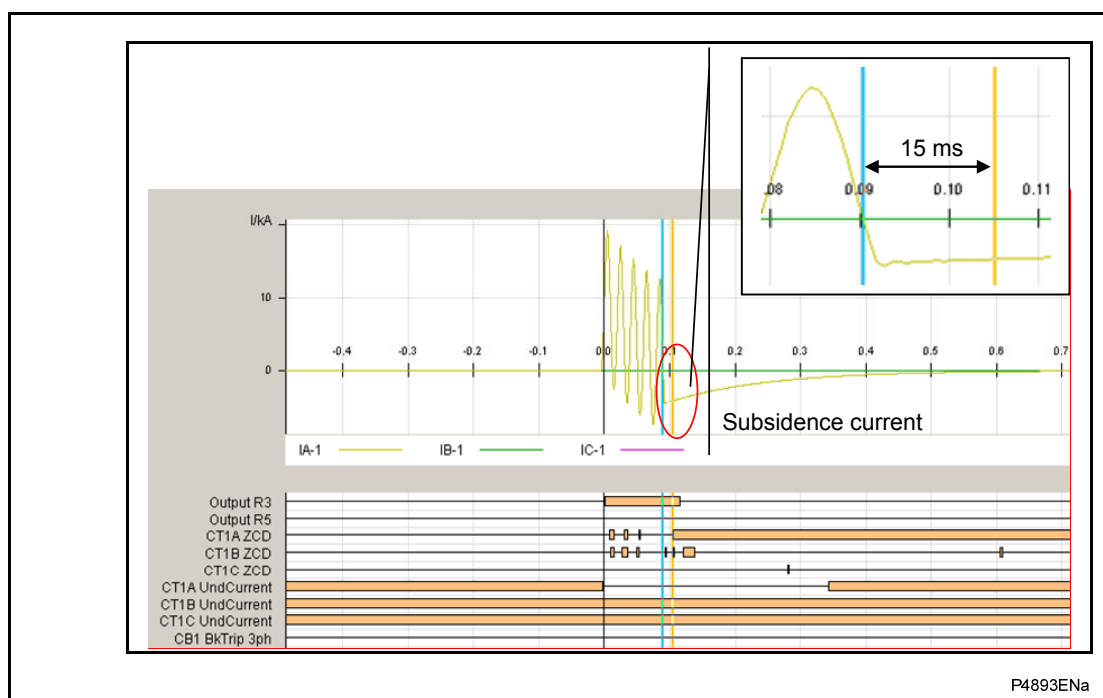 15 ms
.08 0.09 0.10 0.11
I/kA
10
-0.4 -0.3 -0.2 -0.1 0.0 0.1 0.2 0.3 0.4 0.5 0.6 0.7
0
Subsidence current
IA-1 IB-1 IC-1
Output R3
Output R5
CT1A ZCD
CT1B ZCD
CT1C ZCD
CT1A UndCurrent
CT1B UndCurrent
CT1C UndCurrent
CB1 BkTrip 3ph
P4893ENa